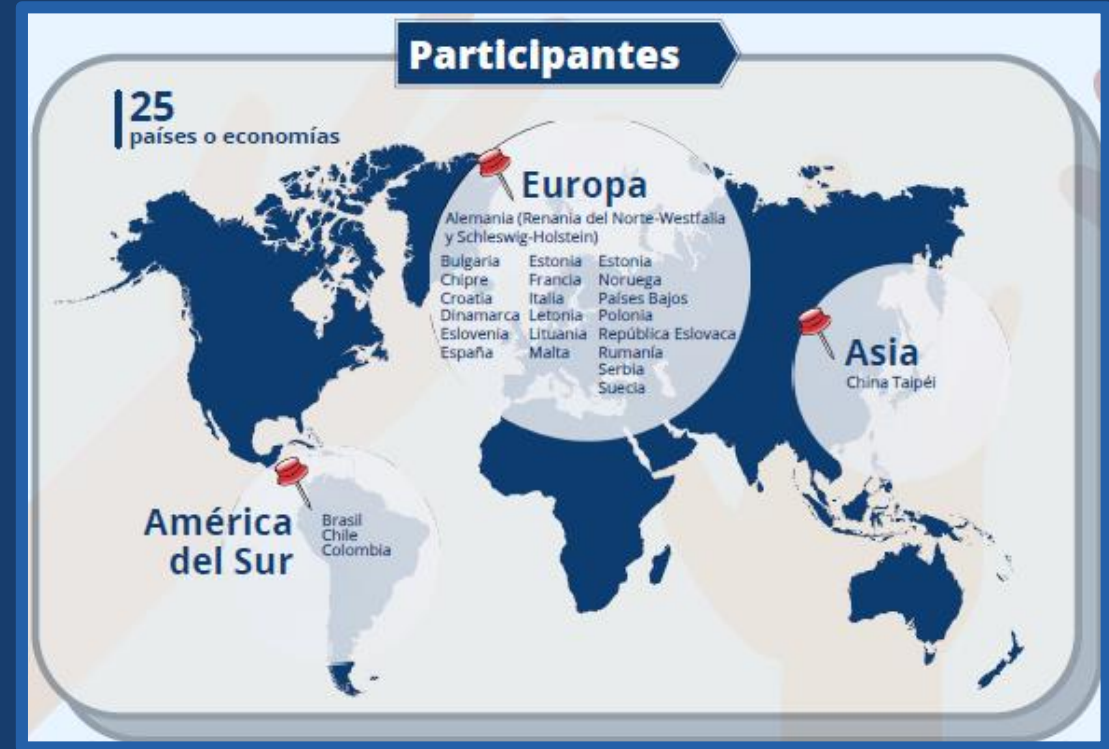 Participantes
25
países o economías
Europa
Alemania (Renania del Norte-Westfalia
y Schleswig-Holstein)
Bulgaria
Chipre
Croatia
Dinamarca
Eslovenia
España
Estonia
Francia
Italia
Letonia
Lituania
Malta
Estonia
Noruega
Países Bajos
Polonia
República Eslovaca
Rumanía
Serbia
Suecia
Asia
China Taipéi
América
del Sur
Brasil
Chile
Colombia